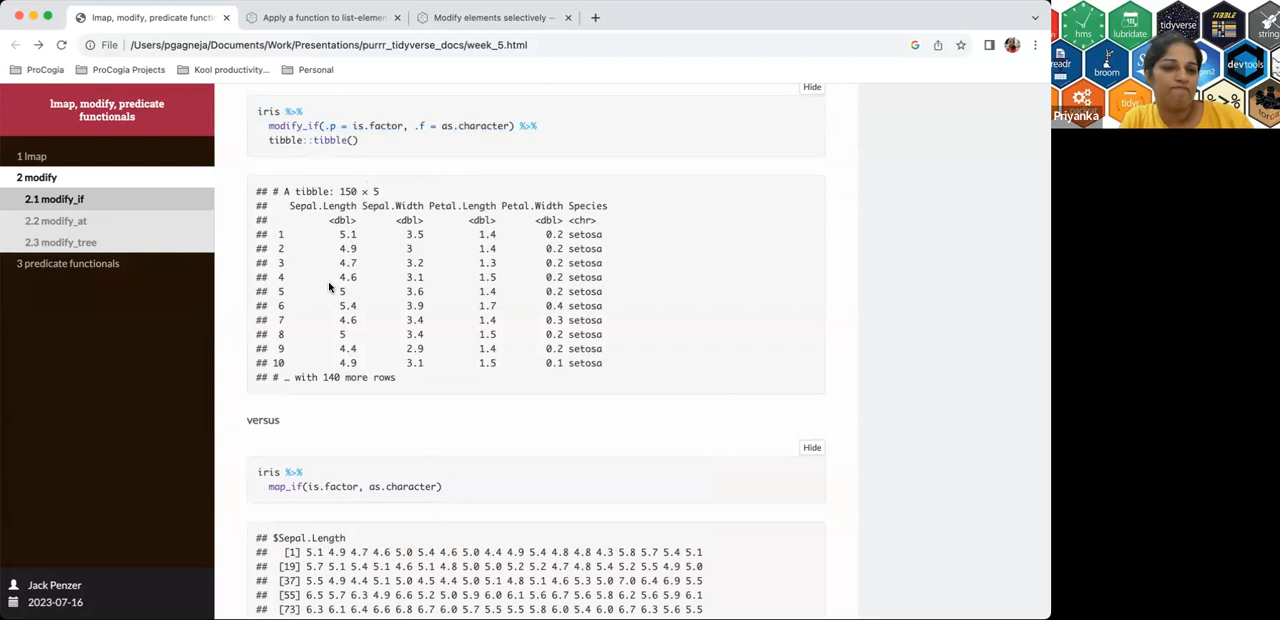 lmap, modify, predicate functi
Apply a function to list-elemen
Modify elements selectively —
File
/Users/pgagneja/Documents/Work/Presentations/purrr_tidyverse_docs/week_5.html
ProCogia
ProCogia Projects
Kool productivity...
Personal
lmap, modify, predicate
functionals
1 lmap
2 modify
2.1 modify_if
2.2 modify_at
2.3 modify_tree
3 predicate functionals
Jack Penzer
2023-07-16
Hide
iris %>%
modify_if(.p = is.factor, .f = as.character) %>%
tibble::tibble()
## # A tibble: 150 × 5
## Sepal.Length Sepal.Width Petal.Length Petal.Width Species
## <dbl> <dbl> <dbl> <dbl> <chr>
## 1 5.1 3.5 1.4 0.2 setosa
## 2 4.9 3 1.4 0.2 setosa
## 3 4.7 3.2 1.3 0.2 setosa
## 4 4.6 3.1 1.5 0.2 setosa
## 5 5 3.6 1.4 0.2 setosa
## 6 5.4 3.9 1.7 0.4 setosa
## 7 4.6 3.4 1.4 0.3 setosa
## 8 5 3.4 1.5 0.2 setosa
## 9 4.4 2.9 1.4 0.2 setosa
## 10 4.9 3.1 1.5 0.1 setosa
## # … with 140 more rows
versus
Hide
iris %>%
map_if(is.factor, as.character)
## $Sepal.Length
## [1] 5.1 4.9 4.7 4.6 5.0 5.4 4.6 5.0 4.4 4.9 5.4 4.8 4.8 4.3 5.8 5.7 5.4 5.1
## [19] 5.7 5.1 5.4 5.1 4.6 5.1 4.8 5.0 5.0 5.2 5.2 4.7 4.8 5.4 5.2 5.5 4.9 5.0
## [37] 5.5 4.9 4.4 5.1 5.0 4.5 4.4 5.0 5.1 4.8 5.1 4.6 5.3 5.0 7.0 6.4 6.9 5.5
## [55] 6.5 5.7 6.3 4.9 6.6 5.2 5.0 5.9 6.0 6.1 5.6 6.7 5.6 5.8 6.2 5.6 5.9 6.1
## [73] 6.3 6.1 6.4 6.6 6.8 6.7 6.0 5.7 5.5 5.5 5.8 6.0 5.4 6.0 6.7 6.3 5.6 5.5
hms
lubridate
tidyverse
TIBBLE
string
readr
broom
devtools
tidyr
%>%
Priyanka